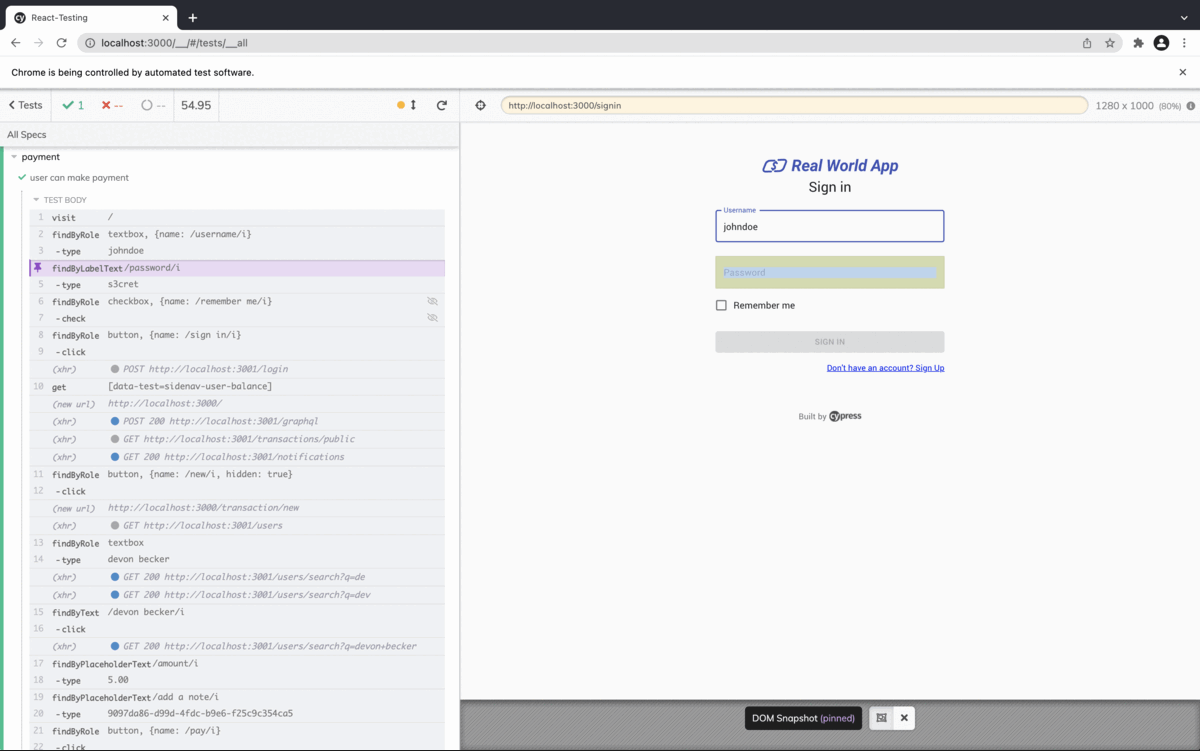 React-Testing
localhost:3000/__/#/tests/__all
Chrome is being controlled by automated test software.
Tests 1 -- -- 54.95
http://localhost:3000/signin 1280 x 1000 (80%)
All Specs
payment
user can make payment
TEST BODY
1 visit /
2 findByRole textbox, {name: /username/i}
3 -type johndoe
findByLabelText /password/i
5 -type s3cret
6 findByRole checkbox, {name: /remember me/i}
7 -check
8 findByRole button, {name: /sign in/i}
9 -click
(xhr) POST http://localhost:3001/login
10 get [data-test=sidenav-user-balance]
(new url) http://localhost:3000/
(xhr) POST 200 http://localhost:3001/graphql
(xhr) GET http://localhost:3001/transactions/public
(xhr) GET 200 http://localhost:3001/notifications
11 findByRole button, {name: /new/i, hidden: true}
12 -click
(new url) http://localhost:3000/transaction/new
(xhr) GET http://localhost:3001/users
13 findByRole textbox
14 -type devon becker
(xhr) GET 200 http://localhost:3001/users/search?q=de
(xhr) GET 200 http://localhost:3001/users/search?q=dev
15 findByText /devon becker/i
16 -click
(xhr) GET 200 http://localhost:3001/users/search?q=devon+becker
17 findByPlaceholderText /amount/i
18 -type 5.00
19 findByPlaceholderText /add a note/i
20 -type 9097da86-d99d-4fdc-b9e6-f25c9c354ca5
21 findByRole button, {name: /pay/i}
22 -click
Real World App
Sign in
Username
johndoe
Password
Remember me
SIGN IN
Don't have an account? Sign Up
Built by cypress
DOM Snapshot (pinned)